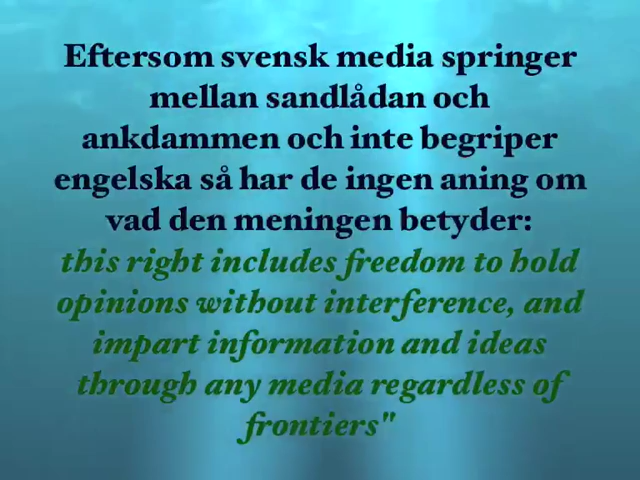 Eftersom svensk media springer
mellan sandlådan och
ankdammen och inte begriper
engelska så har de ingen aning om
vad den meningen betyder:
this right includes freedom to hold
opinions without interference, and
impart information and ideas
through any media regardless of
frontiers"